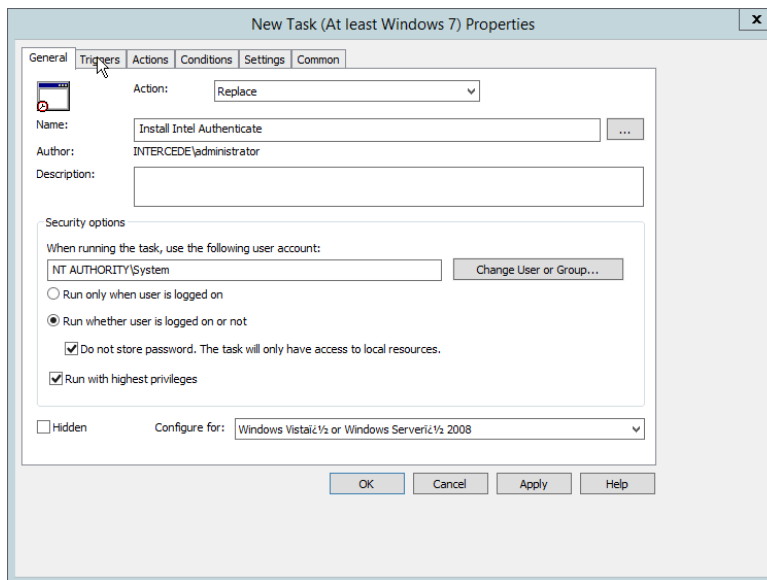 New Task (At least Windows 7) Properties
x
General Triggers Actions Conditions Settings Common
Action: Replace
Name: Install Intel Authenticate ...
Author: INTERCEDE\administrator
Description:
Security options
When running the task, use the following user account:
NT AUTHORITY\System Change User or Group...
Run only when user is logged on
Run whether user is logged on or not
Do not store password. The task will only have access to local resources.
Run with highest privileges
Hidden Configure for: Windows Vistaï¿½ or Windows Serverï¿½ 2008
OK Cancel Apply Help